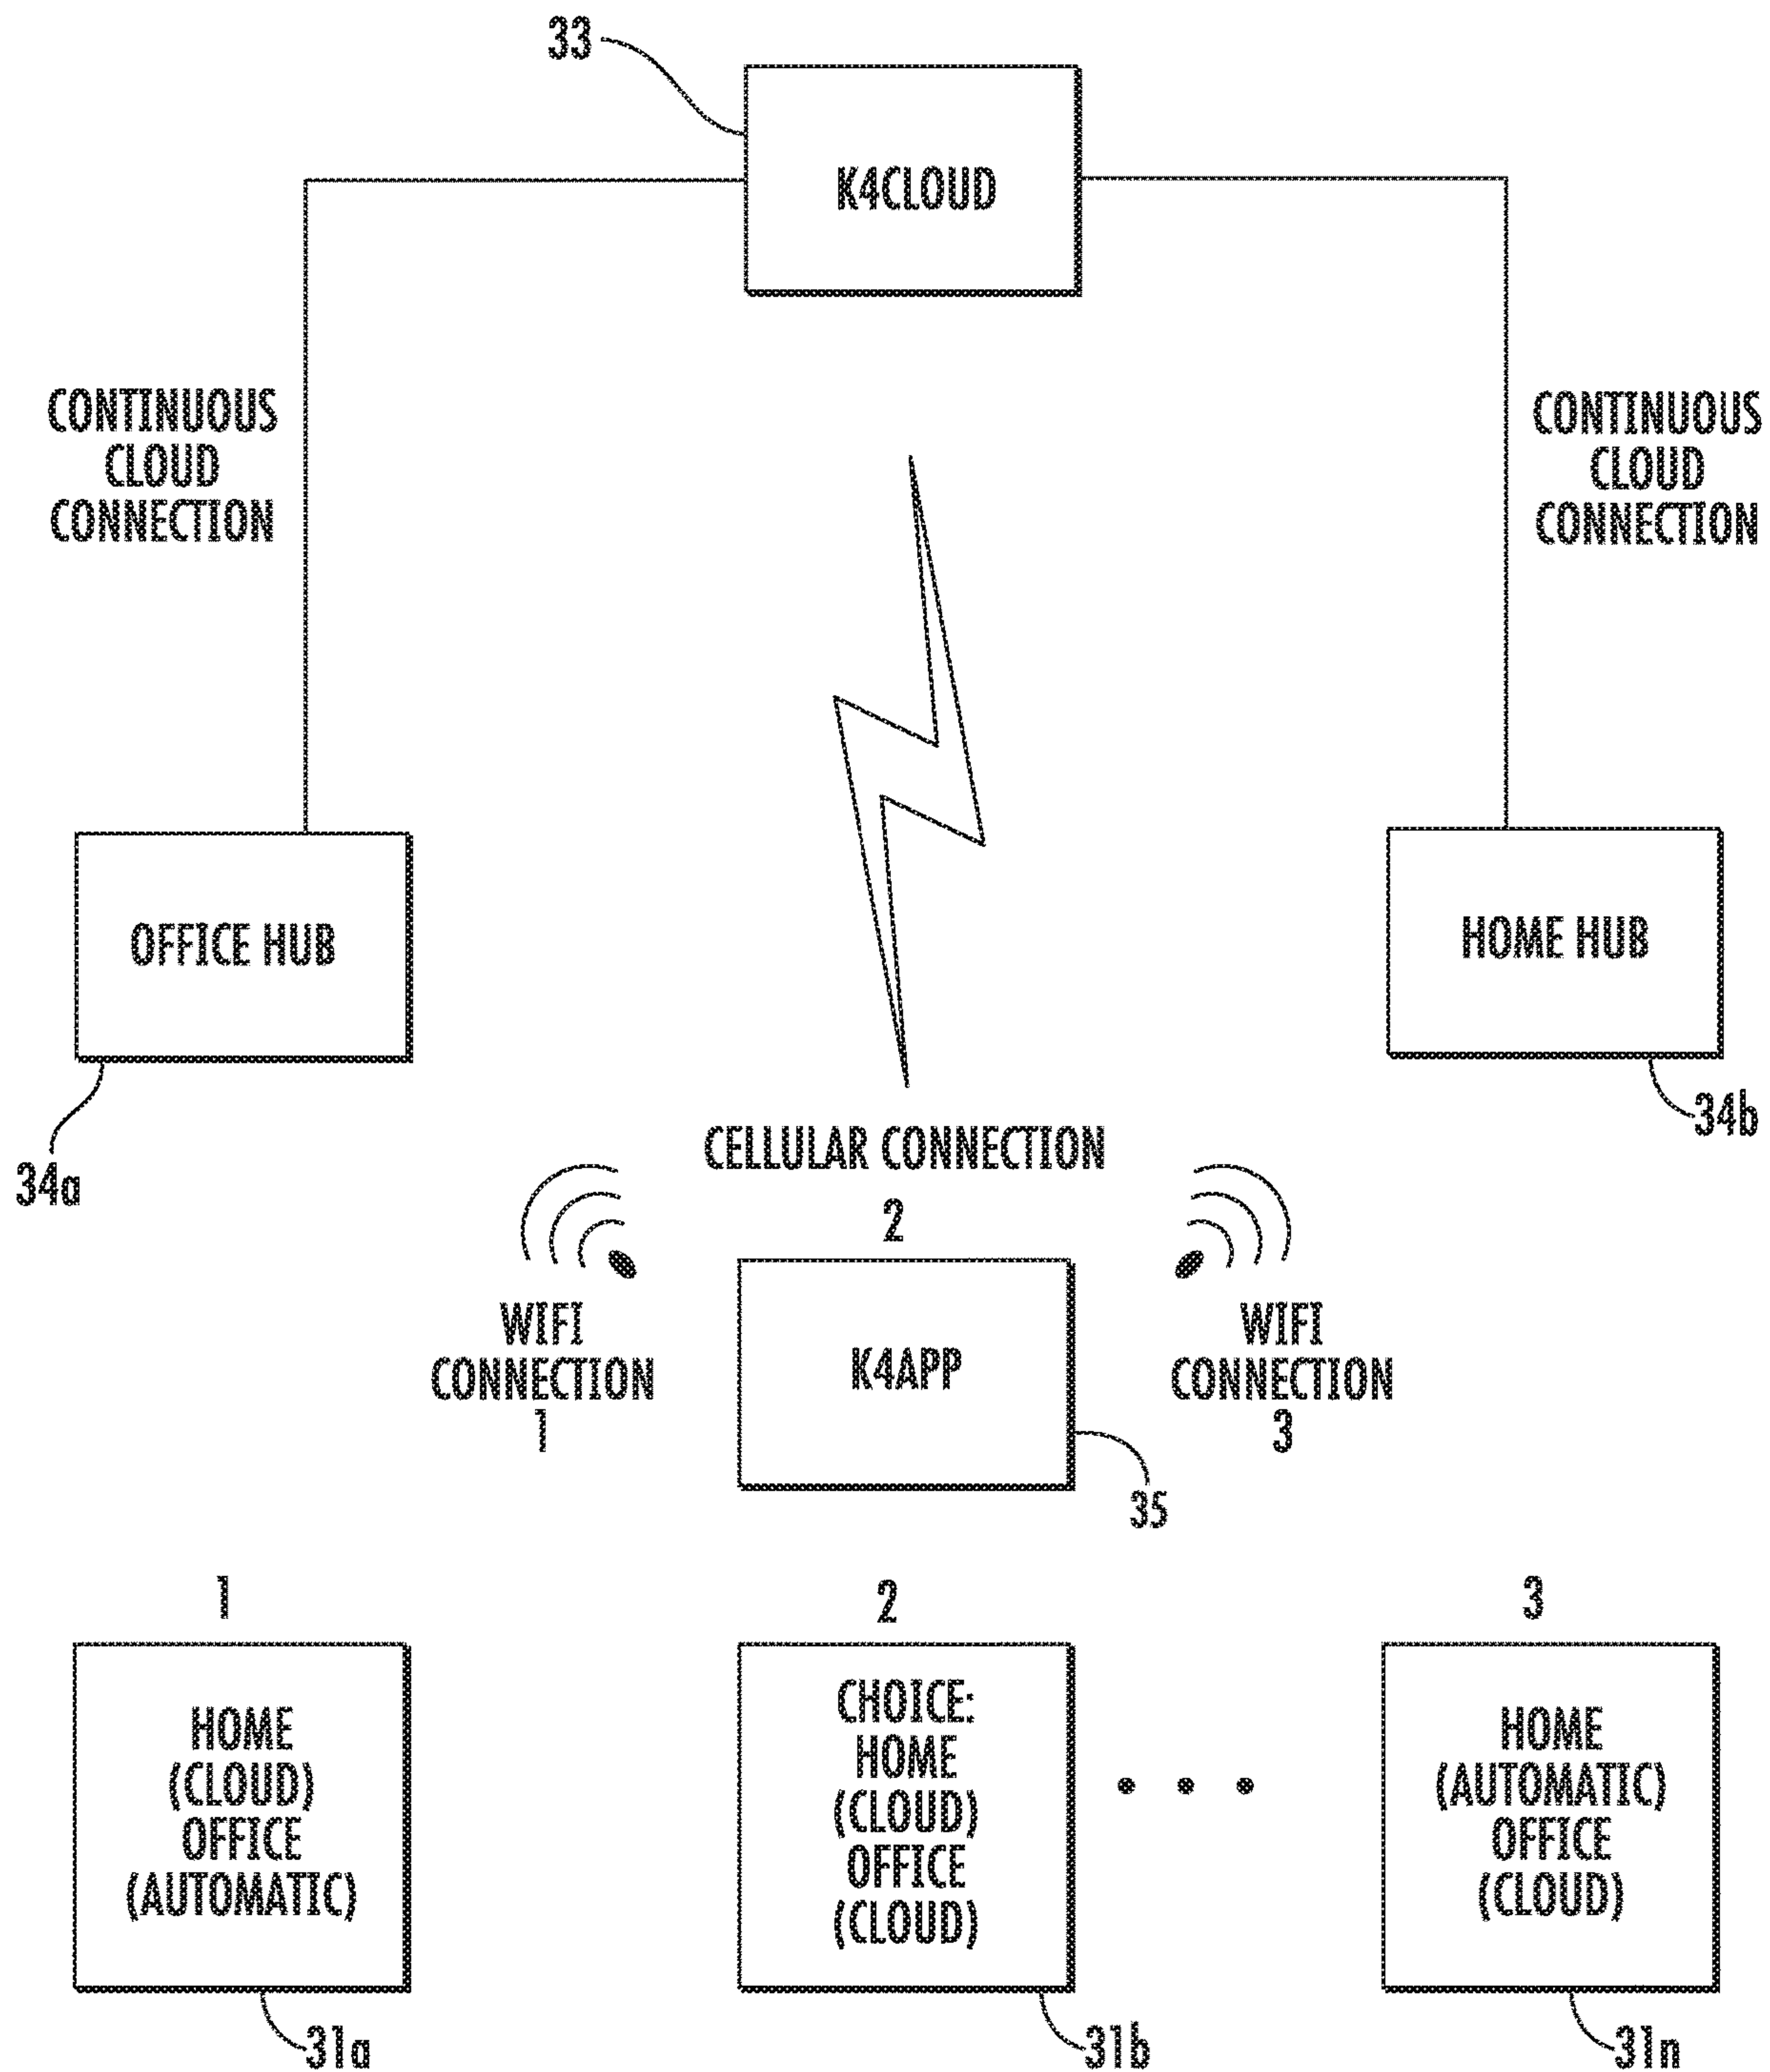 33
K4CLOUD
CONTINUOUS
CLOUD
CONNECTION
CONTINUOUS
CLOUD
CONNECTION
OFFICE HUB
HOME HUB
34a
34b
CELLULAR CONNECTION
2
WIFI
CONNECTION
1
K4APP
WIFI
CONNECTION
3
35
1
HOME
(CLOUD)
OFFICE
(AUTOMATIC)
31a
2
CHOICE:
HOME
(CLOUD)
OFFICE
(CLOUD)
31b
3
HOME
(AUTOMATIC)
OFFICE
(CLOUD)
31n